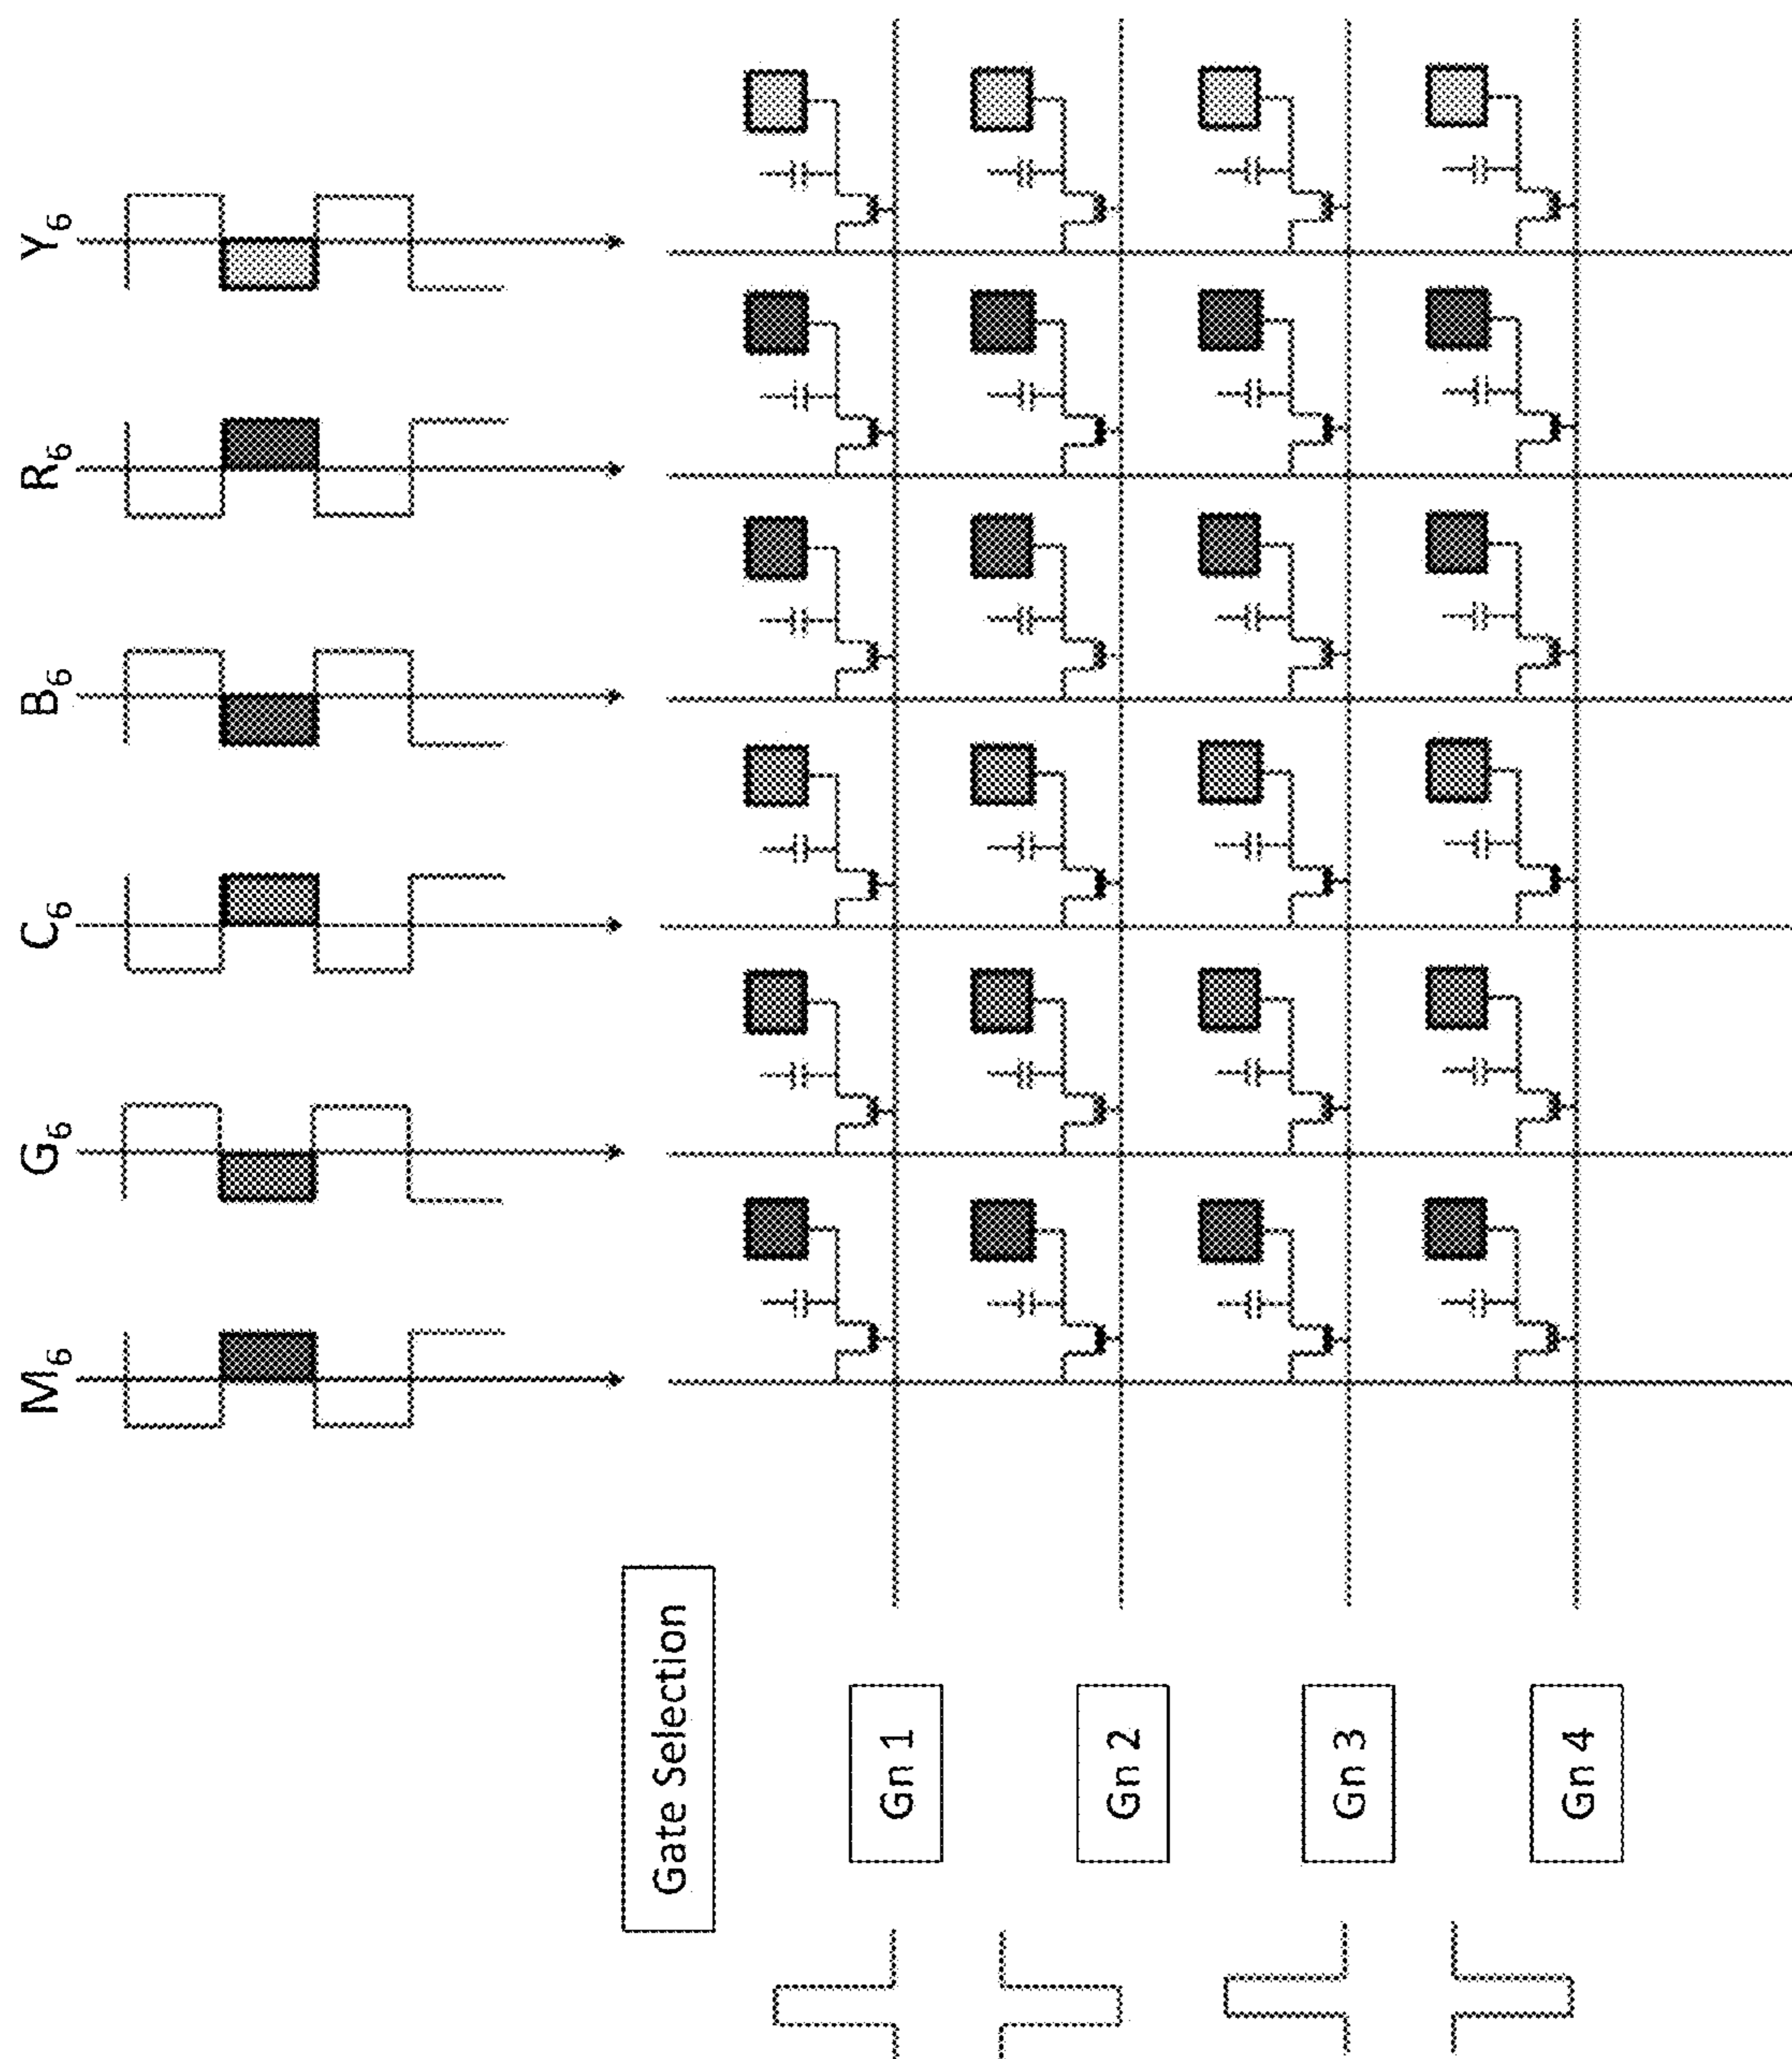 M₆ G₆ C₆ B₆ R₆ Y₆
Gate Selection
Gn 1
Gn 2
Gn 3
Gn 4